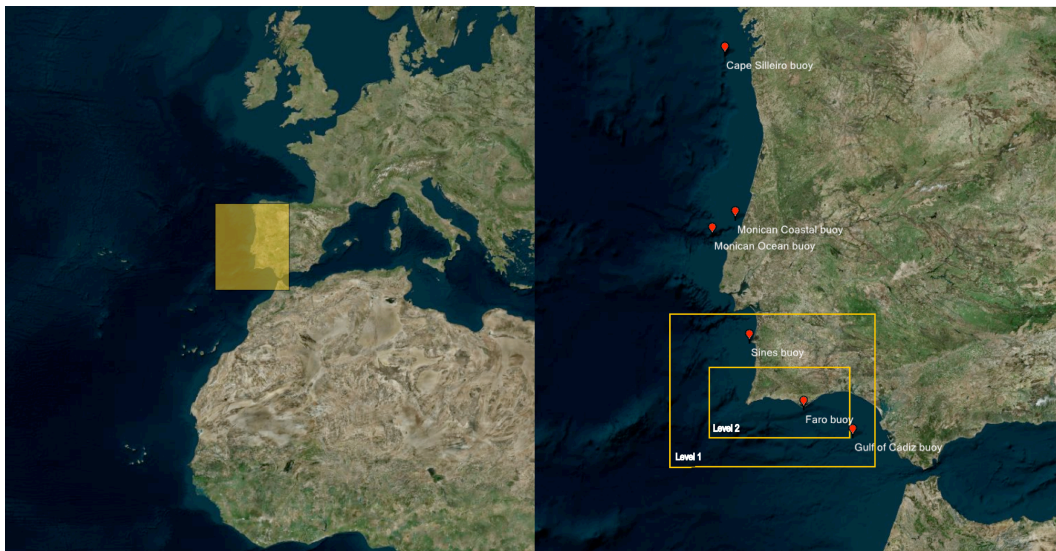 Cape Silleiro buoy
Monican Coastal buoy
Monican Ocean buoy
Sines buoy
Faro buoy
Level 2
Gulf of Cadiz buoy
Level 1